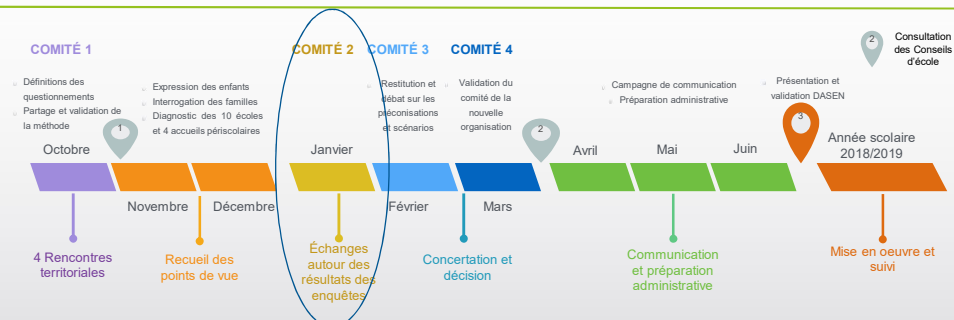 COMITÉ 1
COMITÉ 2
COMITÉ 3
COMITÉ 4
2
Consultation
des Conseils
d'école
Définitions des
questionnements
Partage et validation de
la méthode
Expression des enfants
Interrogation des familles
Diagnostic des 10 écoles
et 4 accueils périscolaires
Restitution et
débat sur les
préconisations
et scénarios
Validation du
comité de la
nouvelle
organisation
Campagne de communication
Préparation administrative
Présentation et
validation DASEN
1
2
3
Octobre
Janvier
Avril
Mai
Juin
Année scolaire
2018/2019
Novembre
Décembre
Février
Mars
4 Rencontres
territoriales
Recueil des
points de vue
Échanges
autour des
résultats des
enquêtes
Concertation et
décision
Communication
et préparation
administrative
Mise en oeuvre et
suivi